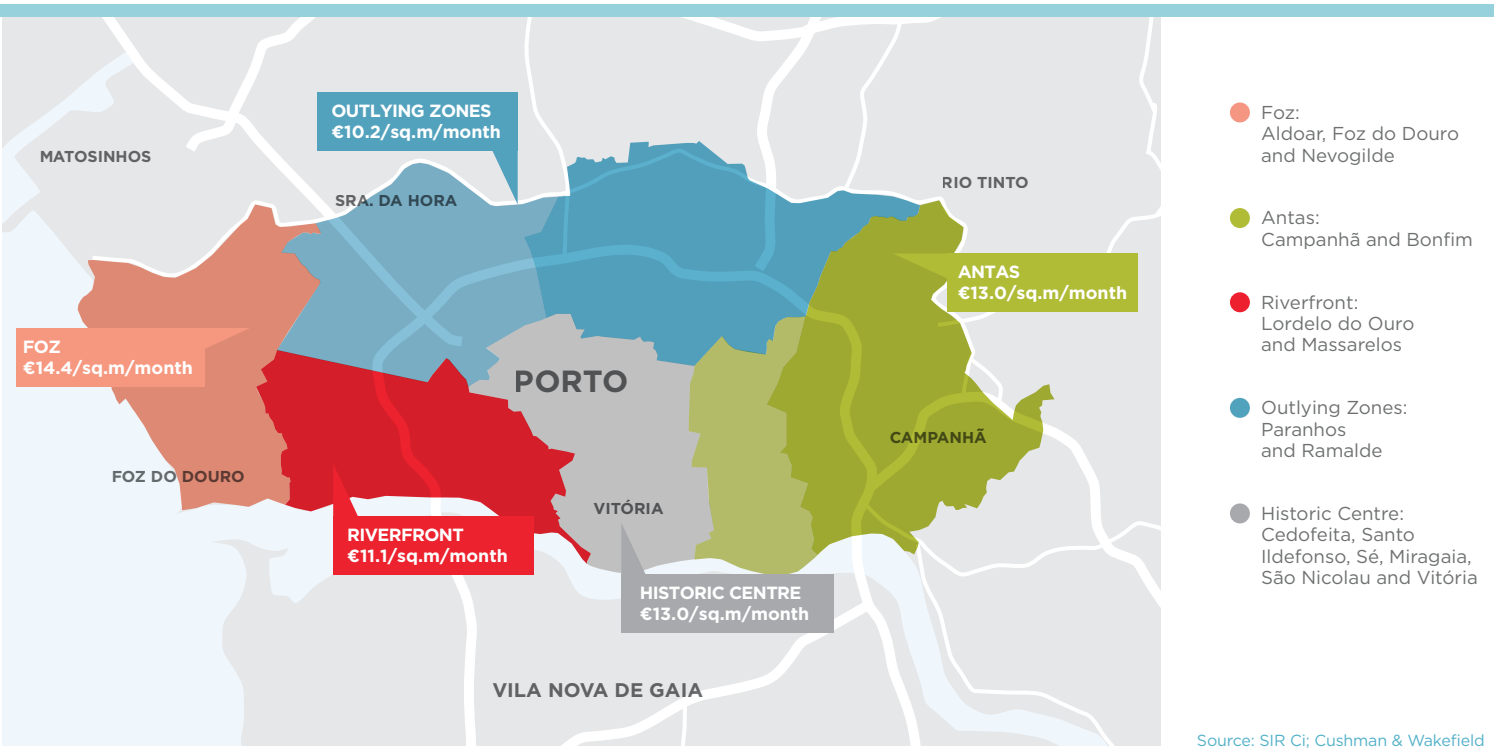 OUTLYING ZONES
€10.2/sq.m/month
MATOSINHOS
SRA. DA HORA
RIO TINTO
ANTAS
€13.0/sq.m/month
FOZ
€14.4/sq.m/month
PORTO
CAMPANHÃ
FOZ DO DOURO
VITÓRIA
RIVERFRONT
€11.1/sq.m/month
HISTORIC CENTRE
€13.0/sq.m/month
VILA NOVA DE GAIA
Foz:
Aldoar, Foz do Douro
and Nevogilde
Antas:
Campanhã and Bonfim
Riverfront:
Lordelo do Ouro
and Massarelos
Outlying Zones:
Paranhos
and Ramalde
Historic Centre:
Cedofeita, Santo
Ildefonso, Sé, Miragaia,
São Nicolau and Vitória
Source: SIR Ci; Cushman & Wakefield